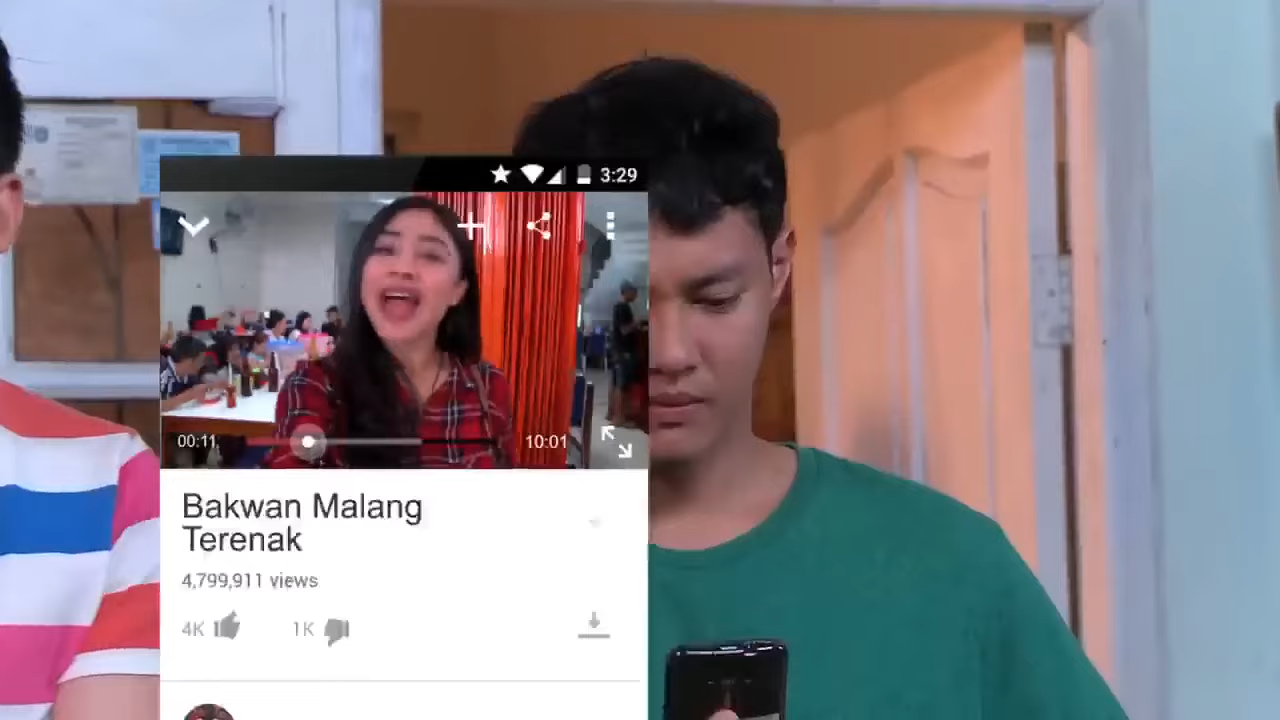 3:29
00:11
10:01
Bakwan Malang
Terenak
4,799,911 views
4K
1K